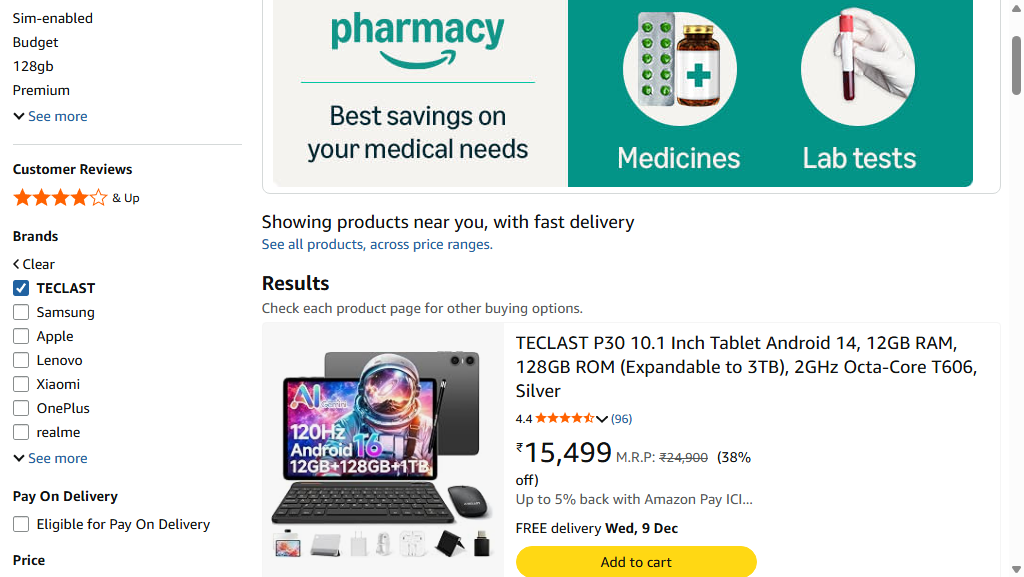 Sim-enabled
Budget
128gb
Premium
See more
Customer Reviews
& Up
Brands
Clear
TECLAST
Samsung
Apple
Lenovo
Xiaomi
OnePlus
realme
See more
Pay On Delivery
Eligible for Pay On Delivery
Price
pharmacy
Best savings on
your medical needs
Medicines
Lab tests
Showing products near you, with fast delivery
See all products, across price ranges.
Results
Check each product page for other buying options.
AI Gemini
120Hz
Android 16
12GB+128GB+1TB
TECLAST P30 10.1 Inch Tablet Android 14, 12GB RAM,
128GB ROM (Expandable to 3TB), 2GHz Octa-Core T606,
Silver
4.4 (96)
₹15,499 M.R.P: ₹24,900 (38%
off)
Up to 5% back with Amazon Pay ICI…
FREE delivery Wed, 9 Dec
Add to cart